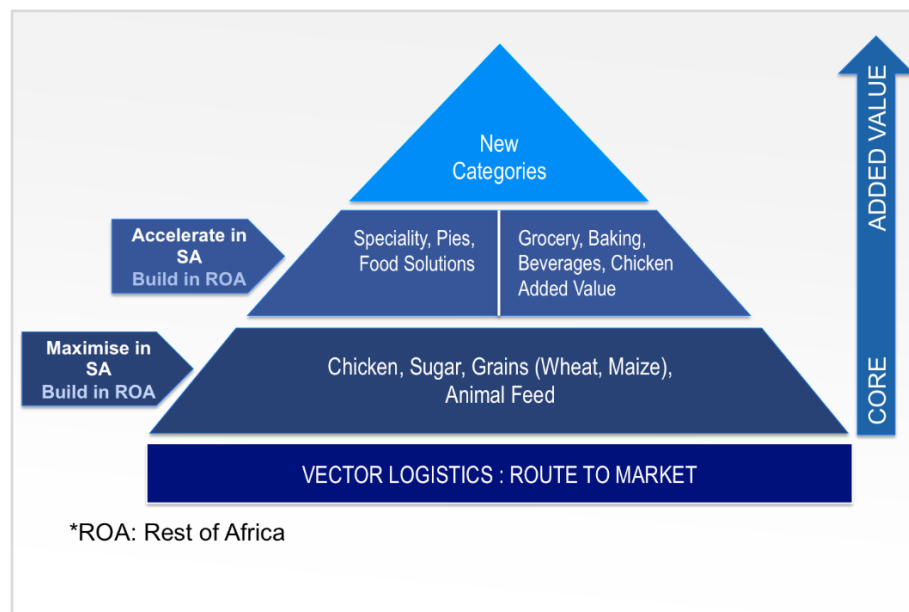 New
Categories
Accelerate in
SA
Build in ROA
Speciality, Pies,
Food Solutions
Grocery, Baking,
Beverages, Chicken
Added Value
Maximise in
SA
Build in ROA
Chicken, Sugar, Grains (Wheat, Maize),
Animal Feed
VECTOR LOGISTICS : ROUTE TO MARKET
ADDED VALUE
CORE
*ROA: Rest of Africa